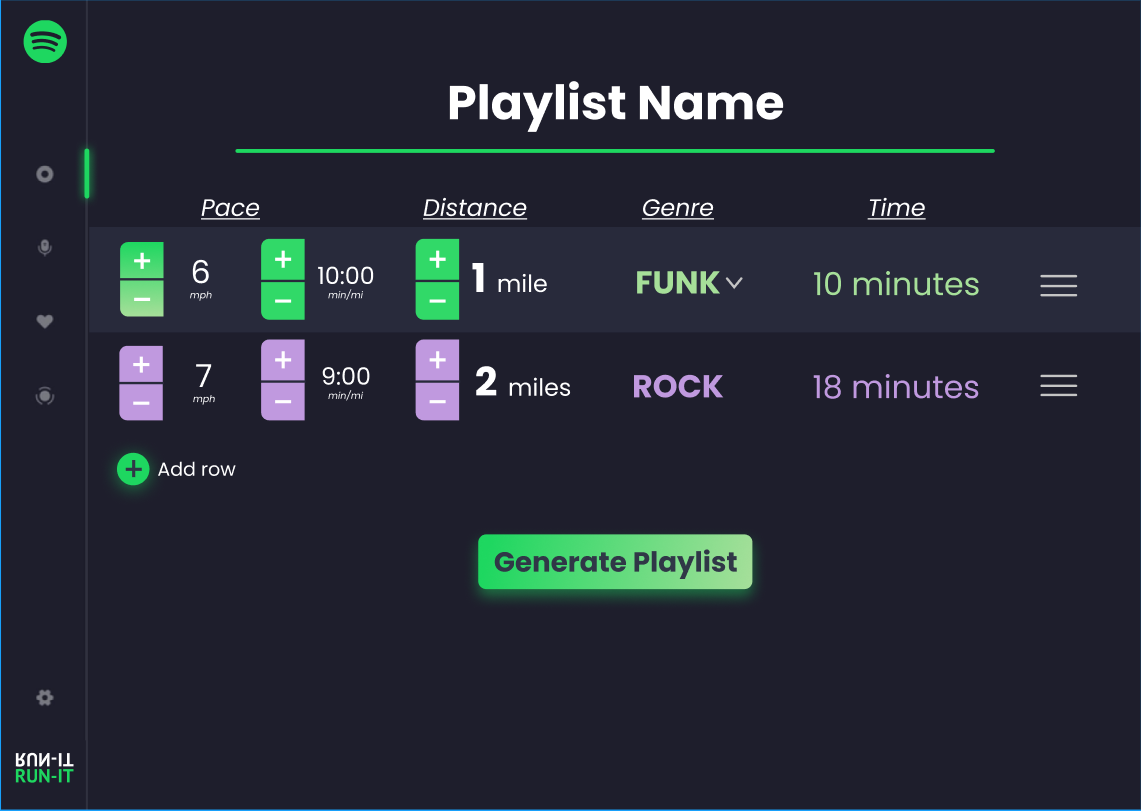 Playlist Name
Pace Distance Genre Time
+ 6 + 10:00 + 1 mile FUNK 10 minutes
− mph − min/mi −
+ 7 + 9:00 + 2 miles ROCK 18 minutes
− mph − min/mi −
+ Add row
Generate Playlist
RUN-IT
RUN-IT